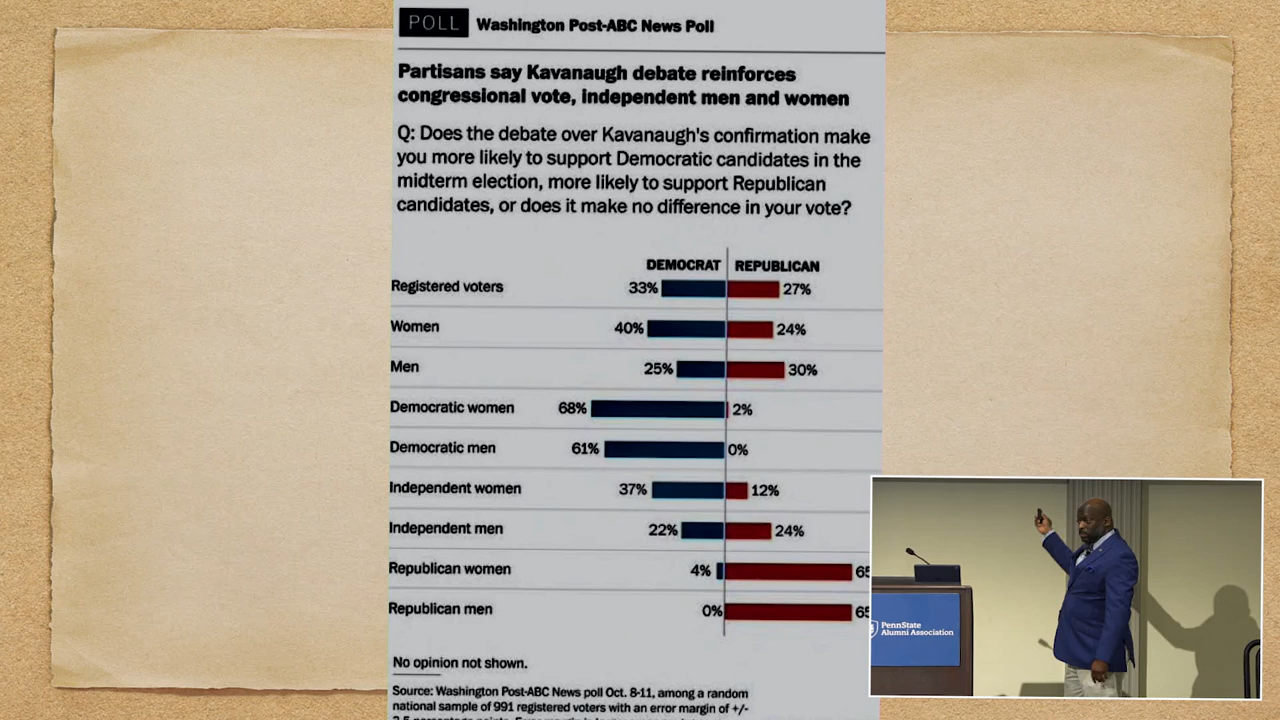 POLL Washington Post-ABC News Poll
Partisans say Kavanaugh debate reinforces
congressional vote, independent men and women
Q: Does the debate over Kavanaugh's confirmation make
you more likely to support Democratic candidates in the
midterm election, more likely to support Republican
candidates, or does it make no difference in your vote?
DEMOCRAT REPUBLICAN
Registered voters 33% 27%
Women 40% 24%
Men 25% 30%
Democratic women 68% 2%
Democratic men 61% 0%
Independent women 37% 12%
Independent men 22% 24%
Republican women 4%
Republican men 0%
No opinion not shown.
Source: Washington Post-ABC News poll Oct. 8-11, among a random
national sample of 991 registered voters with an error margin of +/-
PennState
Alumni Association